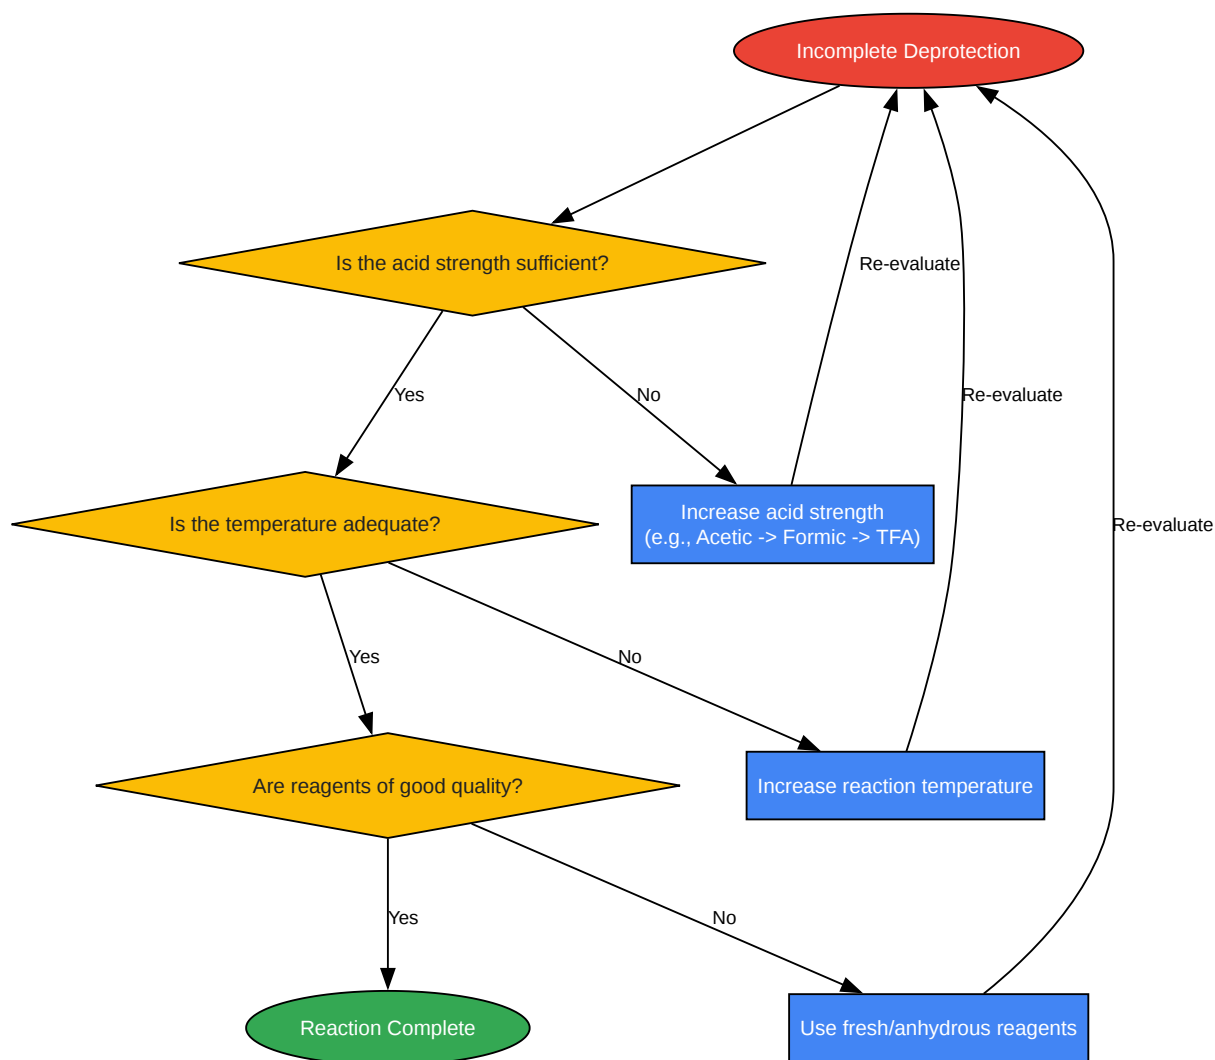 Incomplete Deprotection
Is the acid strength sufficient?
Re-evaluate
Yes
No
Re-evaluate
Increase acid strength
(e.g., Acetic -> Formic -> TFA)
Is the temperature adequate?
Re-evaluate
Yes
No
Are reagents of good quality?
Increase reaction temperature
Yes
No
Reaction Complete
Use fresh/anhydrous reagents